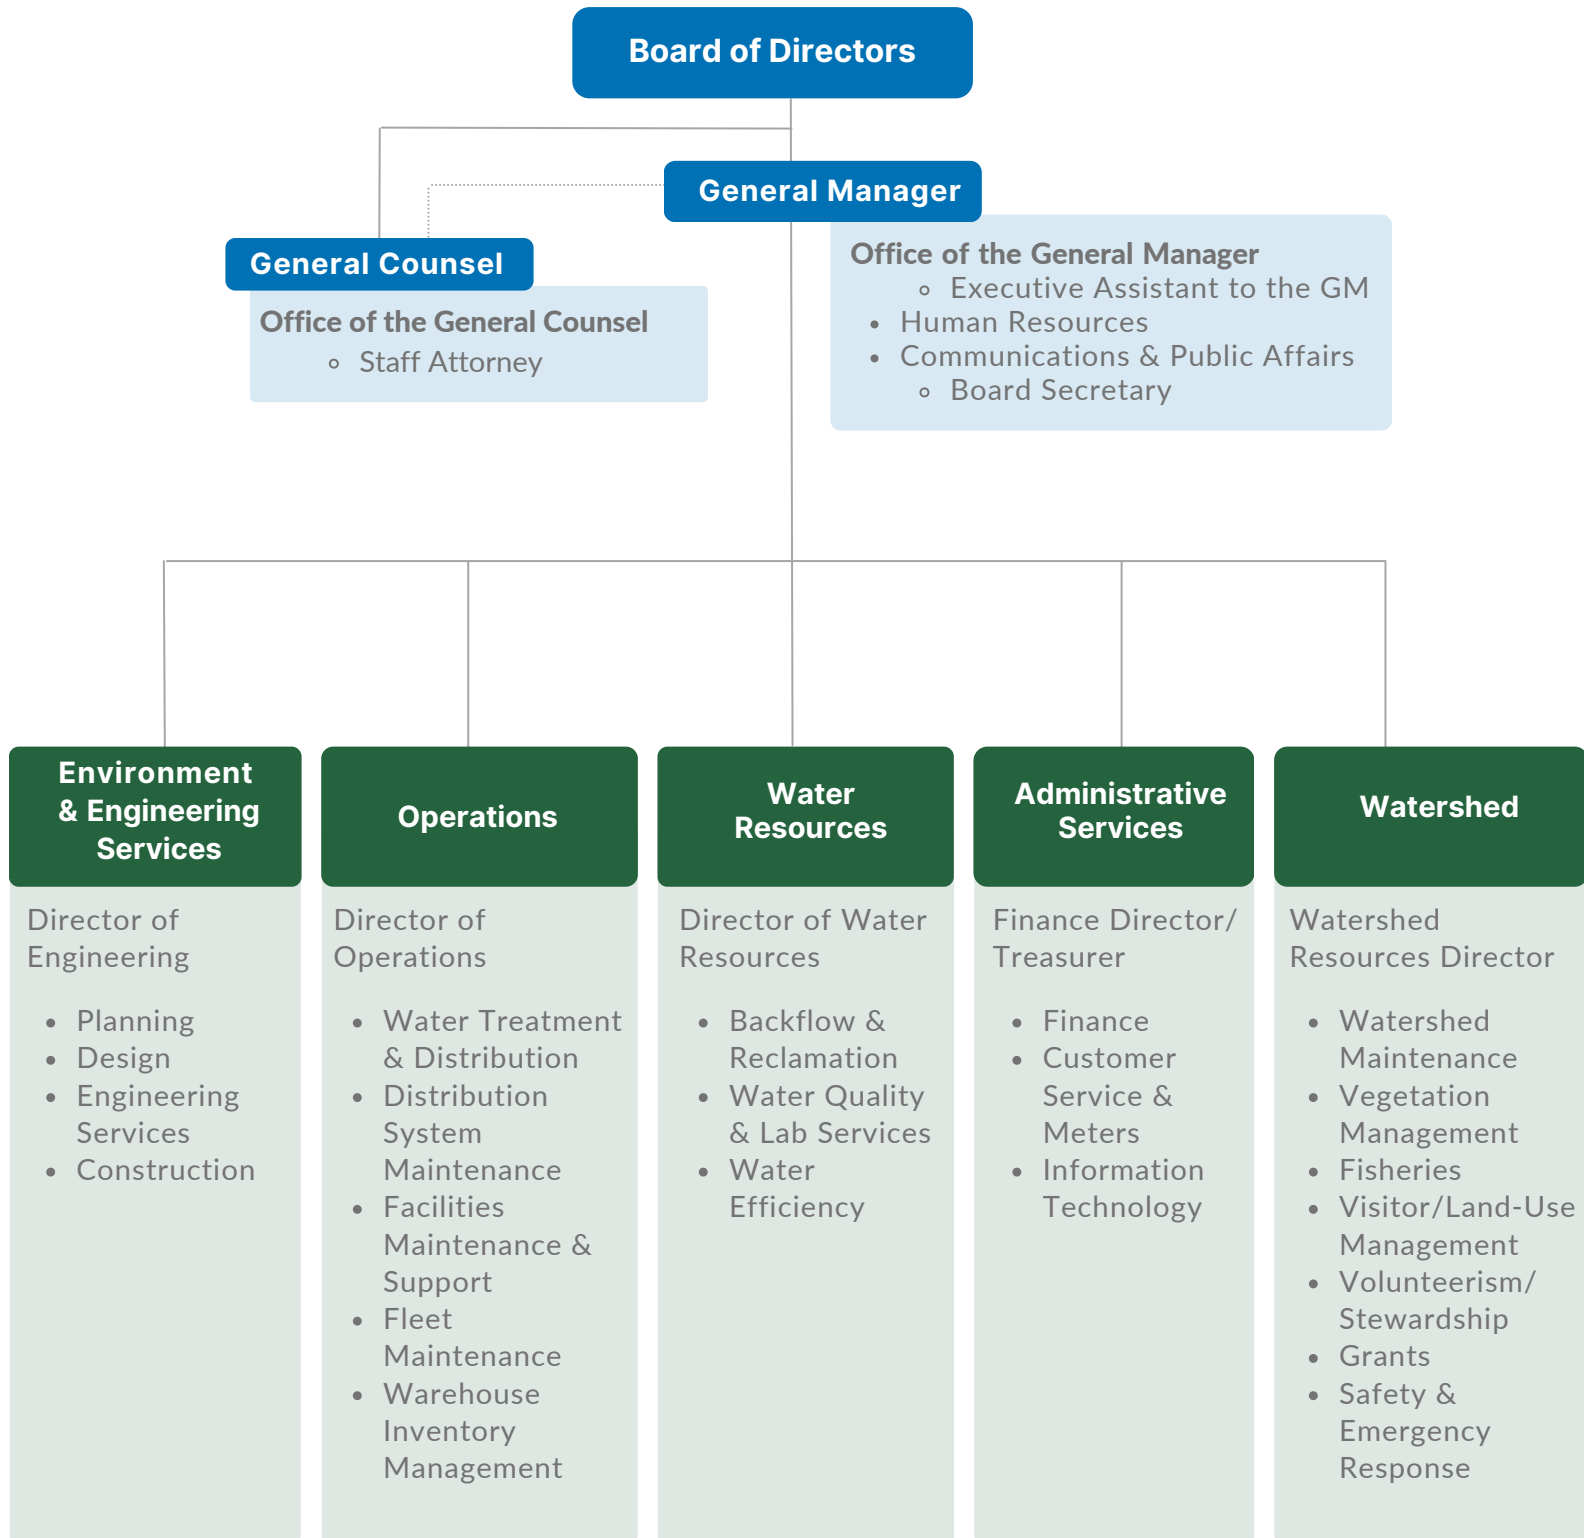 Board of Directors
General Manager
General Counsel
Office of the General Manager
Executive Assistant to the GM
Human Resources
Communications & Public Affairs
Board Secretary
Office of the General Counsel
Staff Attorney
Environment
& Engineering
Services
Director of
Engineering
Planning
Design
Engineering
Services
Construction
Operations
Director of
Operations
Water Treatment
& Distribution
Distribution
System
Maintenance
Facilities
Maintenance &
Support
Fleet
Maintenance
Warehouse
Inventory
Management
Water
Resources
Director of Water
Resources
Backflow &
Reclamation
Water Quality
& Lab Services
Water
Efficiency
Administrative
Services
Finance Director/
Treasurer
Finance
Customer
Service &
Meters
Information
Technology
Watershed
Watershed
Resources Director
Watershed
Maintenance
Vegetation
Management
Fisheries
Visitor/Land-Use
Management
Volunteerism/
Stewardship
Grants
Safety &
Emergency
Response